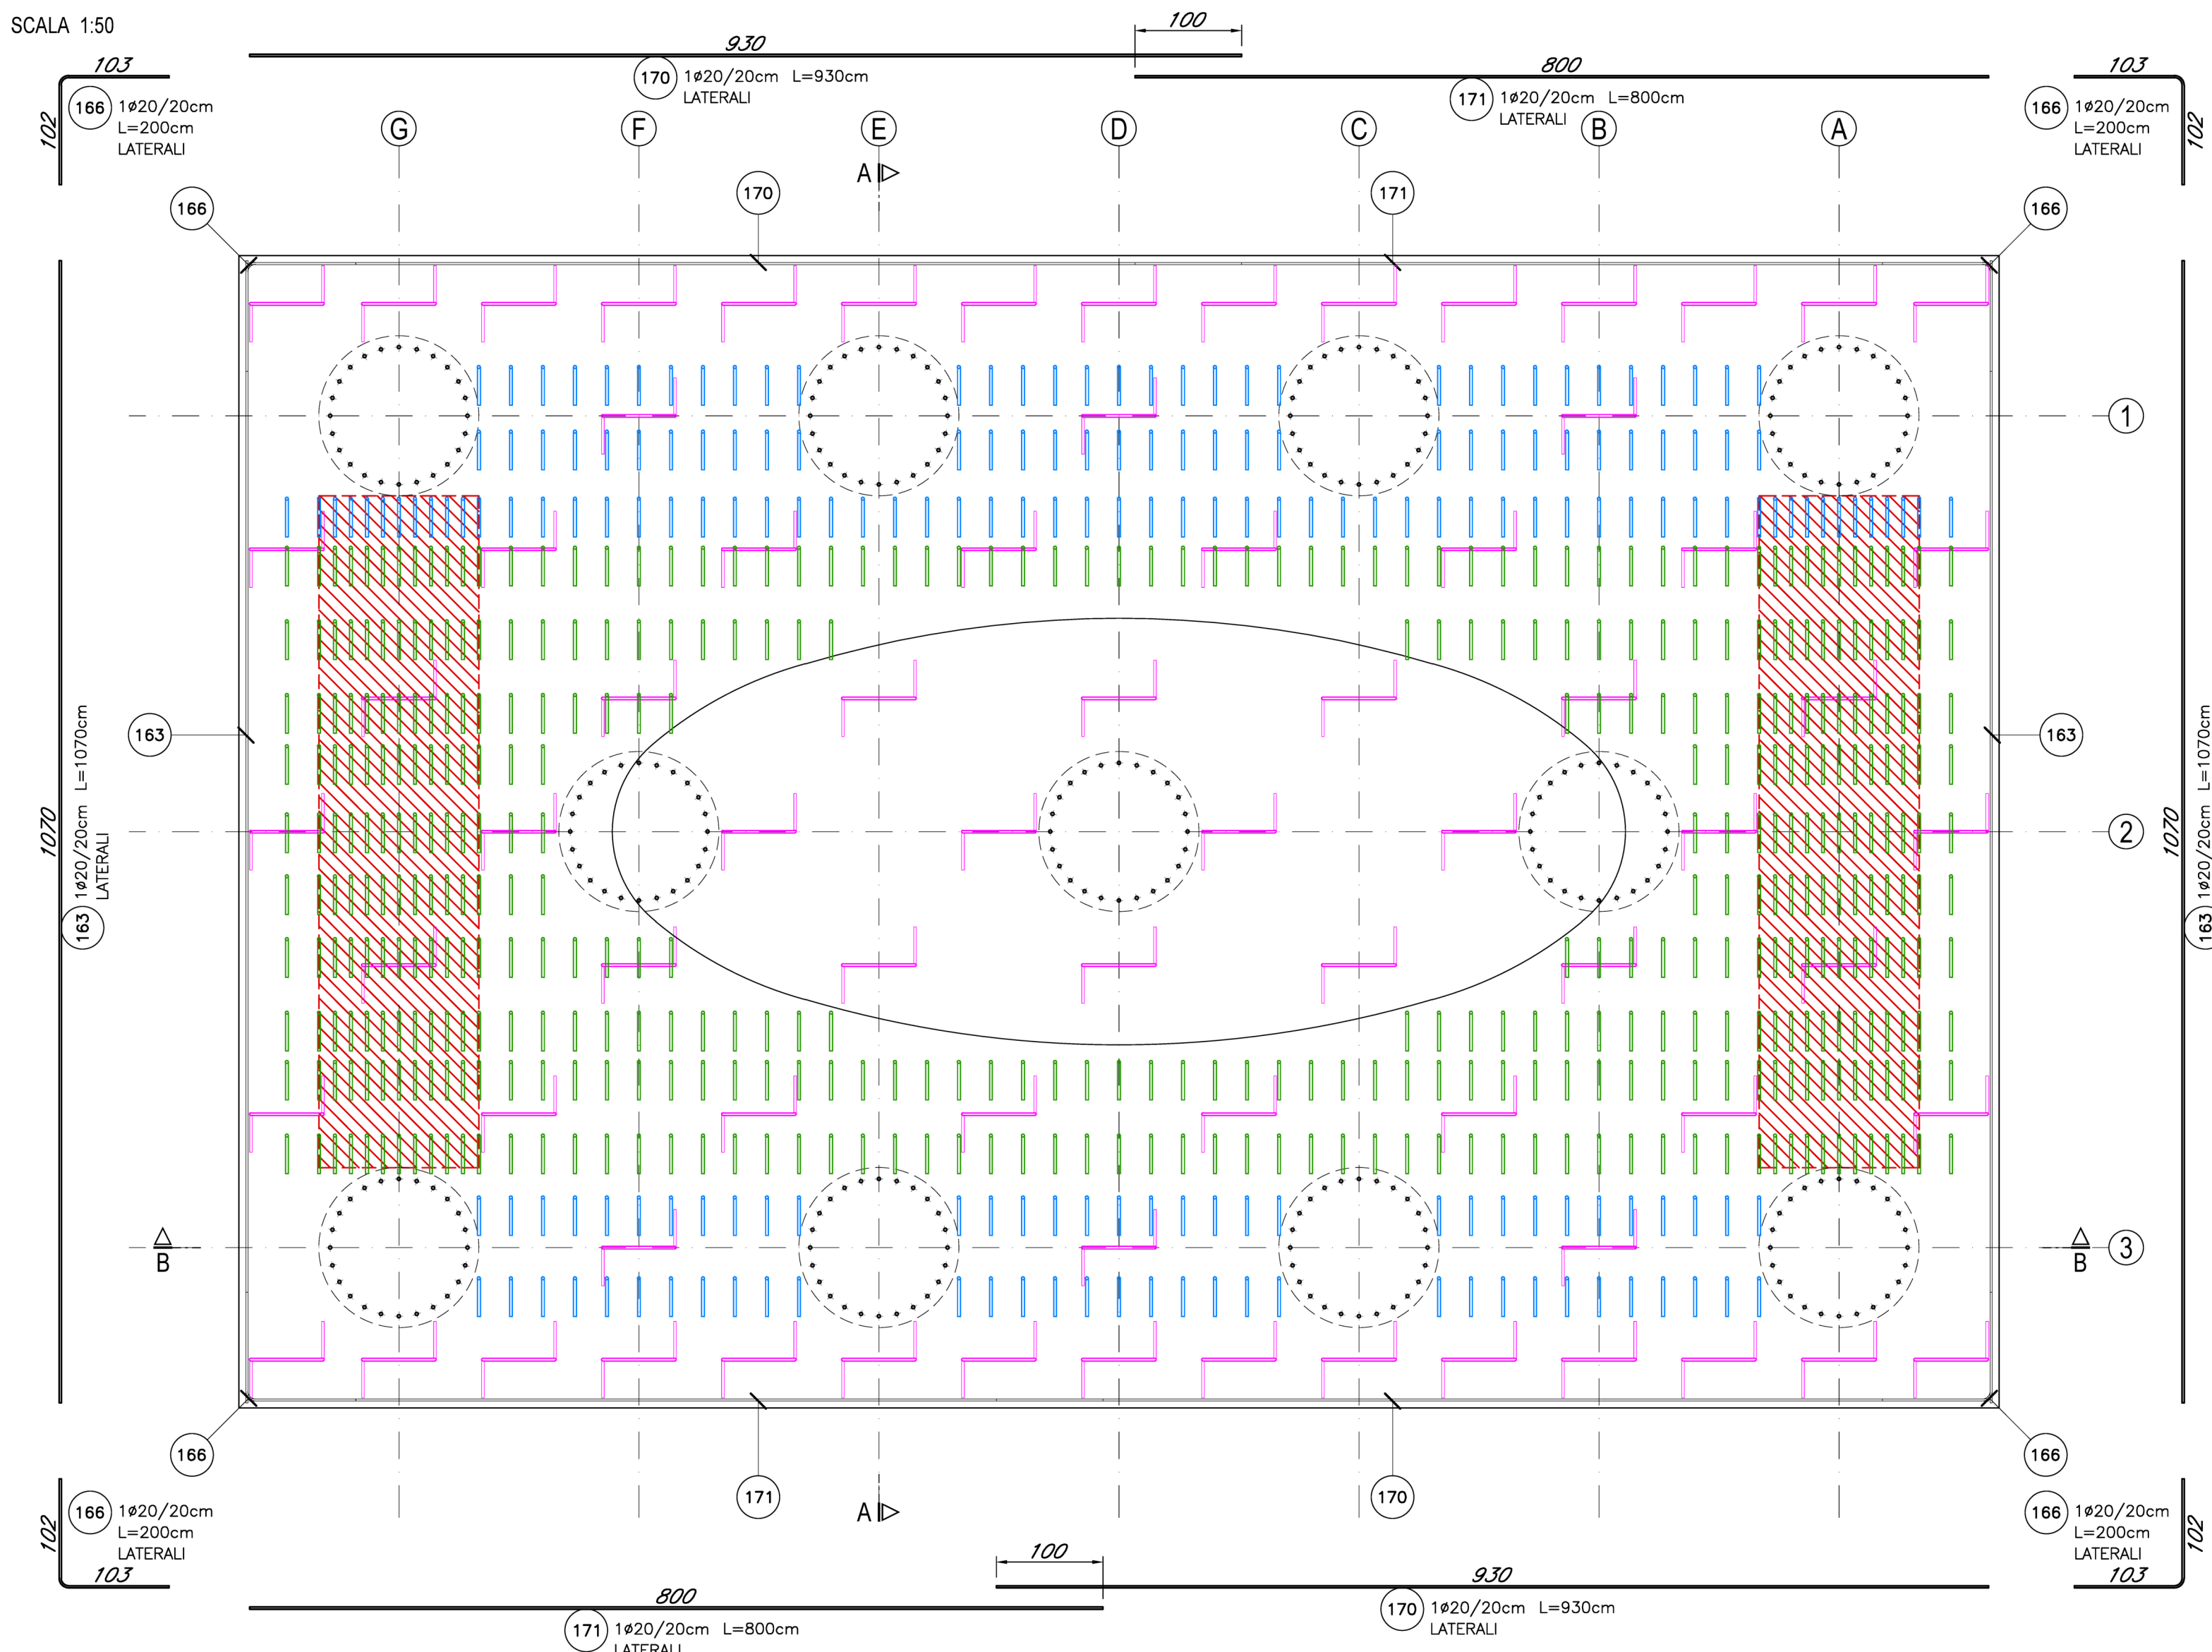 SCALA 1:50
100
930
103
800
103
170 1ø20/20cm L=930cm
LATERALI
171 1ø20/20cm L=800cm
LATERALI
102
166 1ø20/20cm
L=200cm
LATERALI
166 1ø20/20cm
L=200cm
LATERALI
102
G
F
E
D
C
B
A
A
166
170
171
166
1
163
163
1070
163 1ø20/20cm L=1070cm
LATERALI
1070
163 1ø20/20cm L=1070cm
2
B
B
3
166
171
A
170
166
102
166 1ø20/20cm
L=200cm
LATERALI
103
166 1ø20/20cm
L=200cm
LATERALI
102
103
100
800
930
171 1ø20/20cm L=800cm
LATERALI
170 1ø20/20cm L=930cm
LATERALI